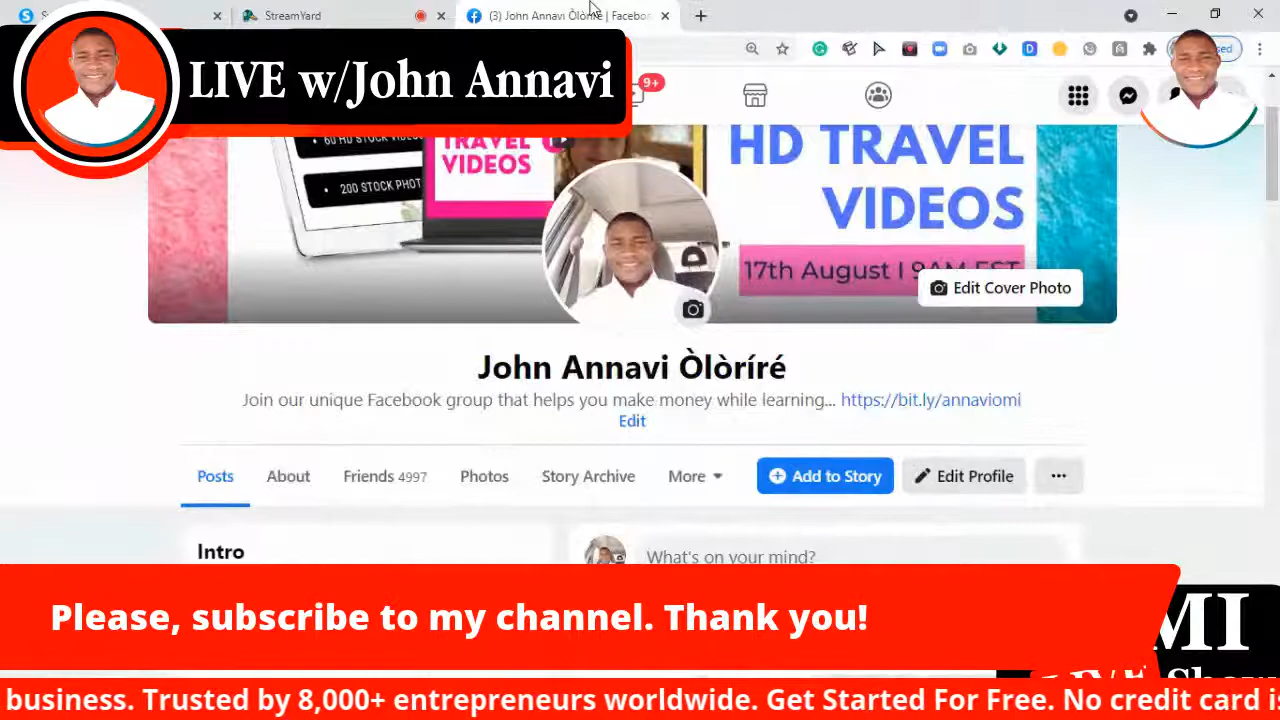 StreamYard
(3) John Annavi Òlòríré | Facebo
LIVE w/John Annavi
9+
60 HD STOCK VIDEOS
TRAVEL
VIDEOS
200 STOCK PHOT
HD TRAVEL
VIDEOS
17th August I 9AM EST
Edit Cover Photo
John Annavi Òlòríré
Join our unique Facebook group that helps you make money while learning... https://bit.ly/annaviomi
Edit
Posts
About
Friends 4997
Photos
Story Archive
More
Add to Story
Edit Profile
Intro
What's on your mind?
Please, subscribe to my channel. Thank you!
MI
Show
business. Trusted by 8,000+ entrepreneurs worldwide. Get Started For Free. No credit card is